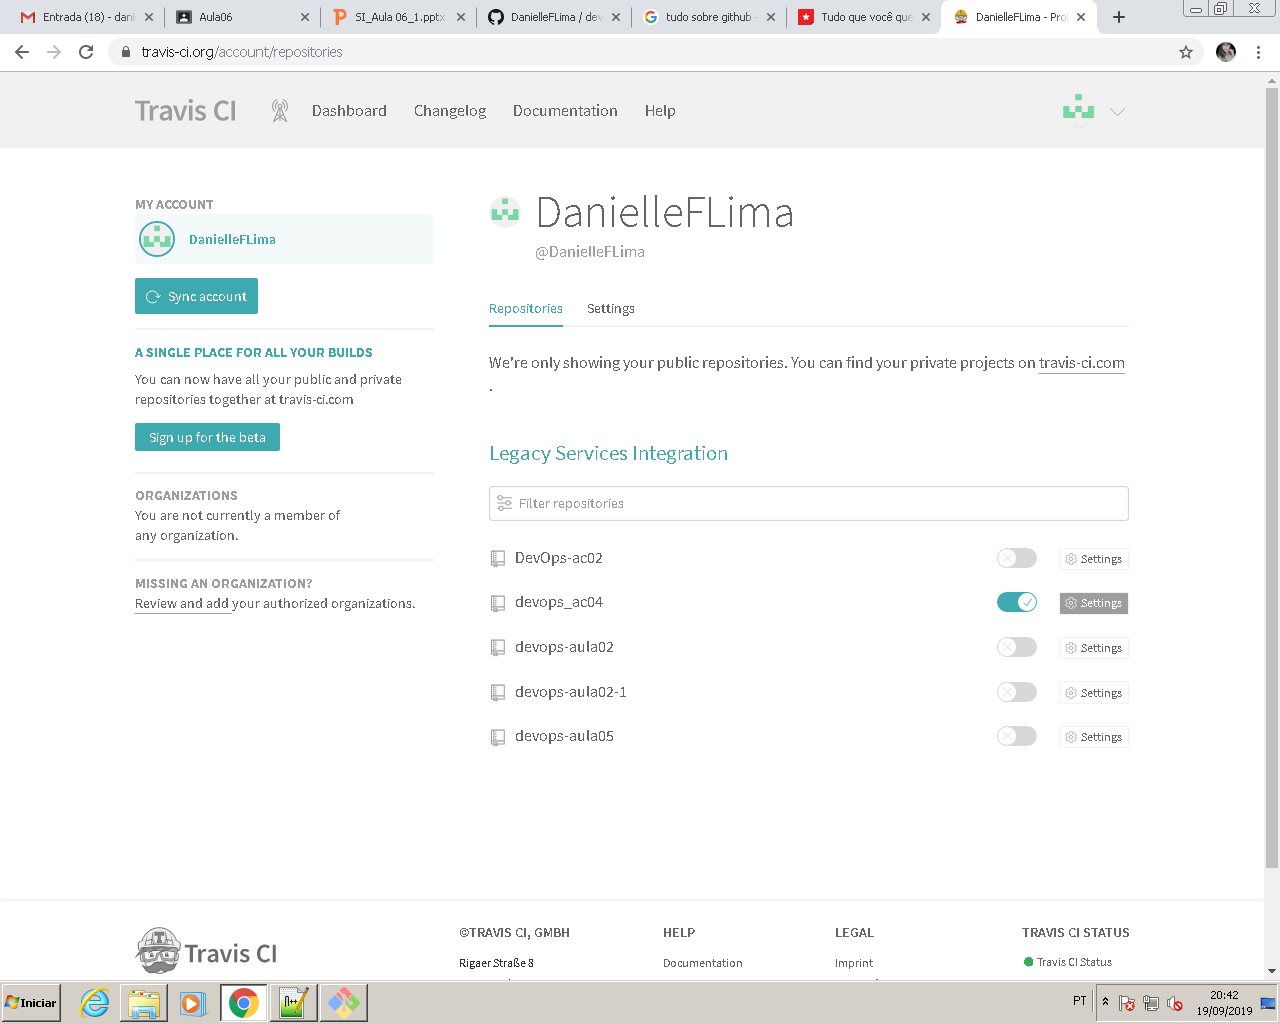 Entrada (18) - dani
Aula06
SI_Aula 06_1.pptx
DanielleFLima / dev
tudo sobre github -
Tudo que você que
DanielleFLima - Prof
travis-ci.org/account/repositories
Travis CI
Dashboard
Changelog
Documentation
Help
MY ACCOUNT
DanielleFLima
Sync account
A SINGLE PLACE FOR ALL YOUR BUILDS
You can now have all your public and private
repositories together at travis-ci.com
Sign up for the beta
ORGANIZATIONS
You are not currently a member of
any organization.
MISSING AN ORGANIZATION?
Review and add your authorized organizations.
DanielleFLima
@DanielleFLima
Repositories
Settings
We're only showing your public repositories. You can find your private projects on travis-ci.com
.
Legacy Services Integration
Filter repositories
DevOps-ac02
Settings
devops_ac04
Settings
devops-aula02
Settings
devops-aula02-1
Settings
devops-aula05
Settings
Travis CI
©TRAVIS CI, GMBH
Rigaer Straße 8
HELP
Documentation
LEGAL
Imprint
TRAVIS CI STATUS
Travis CI Status
Iniciar
PT
20:42
19/09/2019